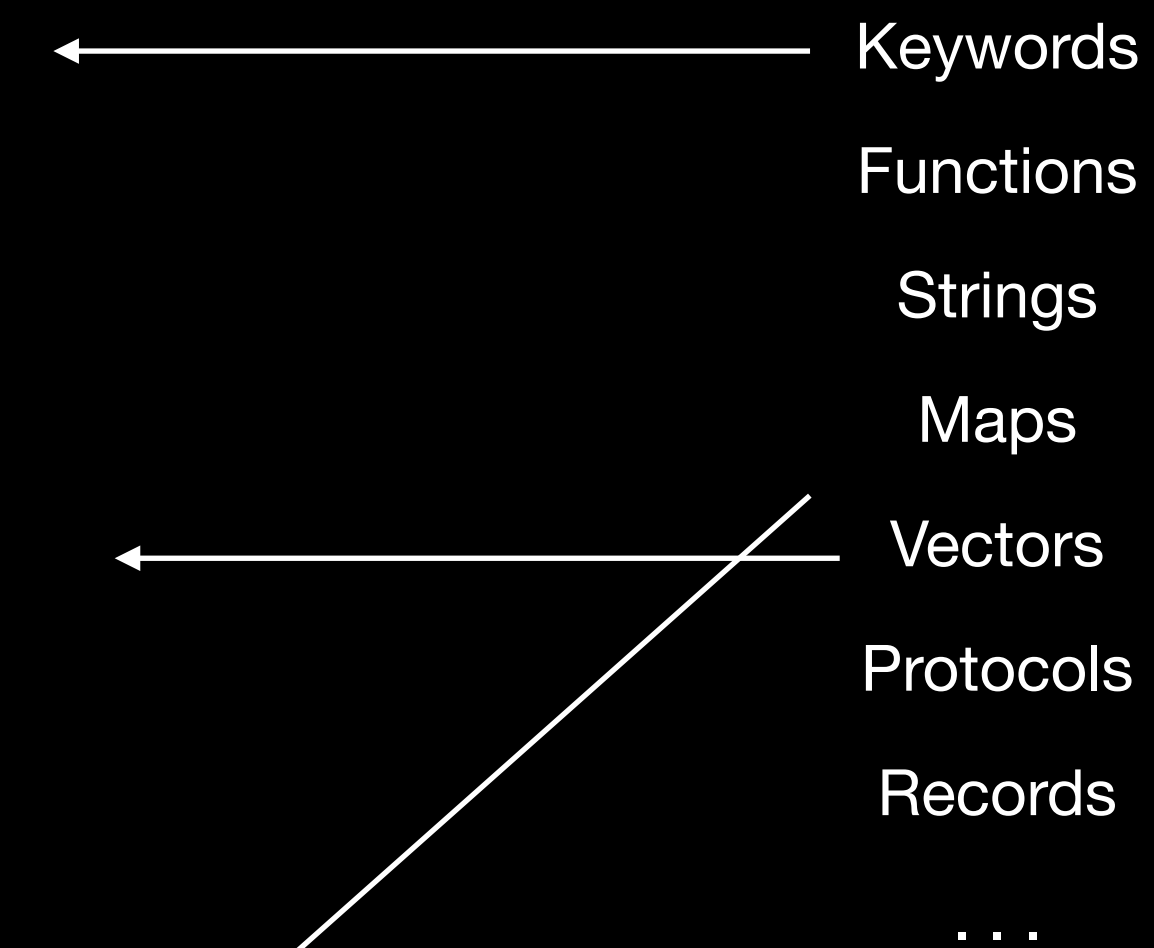 Keywords
Functions
Strings
Maps
Vectors
Protocols
Records
. . .